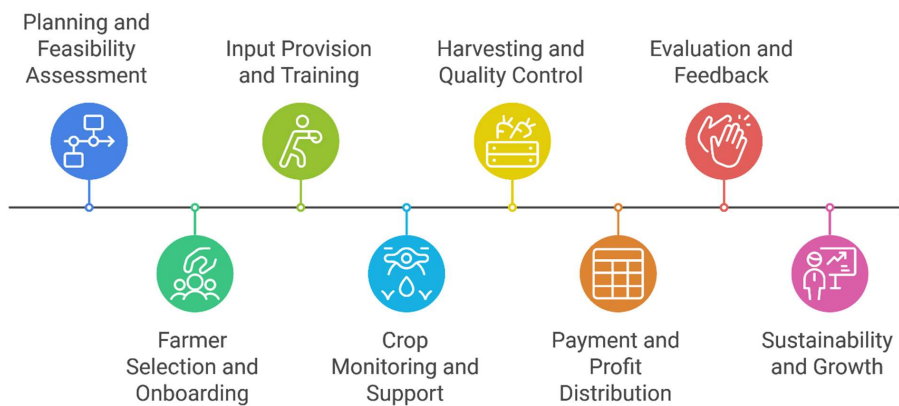 Planning and
Feasibility
Assessment
Farmer
Selection and
Onboarding
Input Provision
and Training
Crop
Monitoring and
Support
Harvesting and
Quality Control
Payment and
Profit
Distribution
Evaluation and
Feedback
Sustainability
and Growth